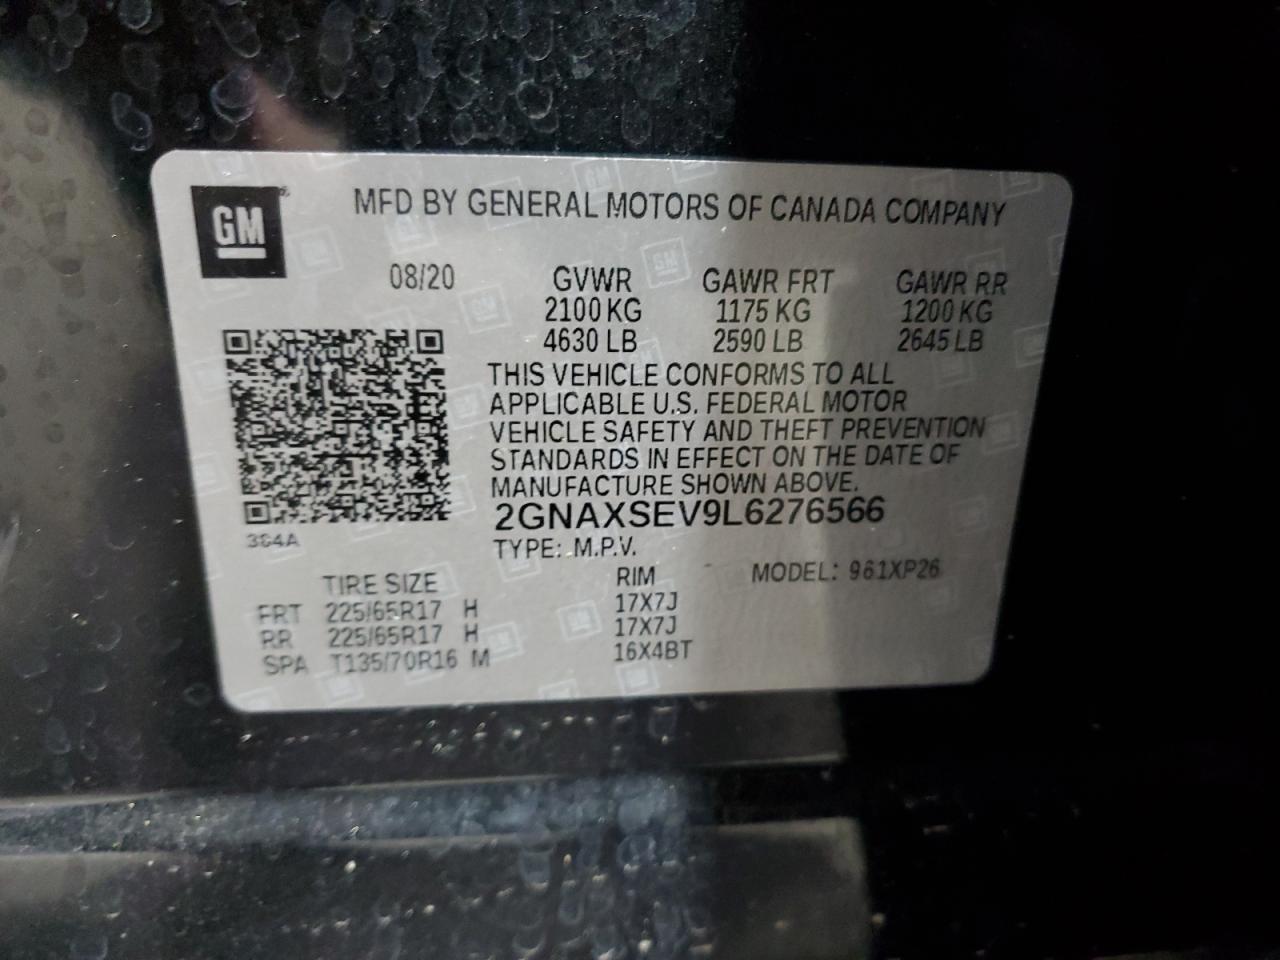 GM
MFD BY GENERAL MOTORS OF CANADA COMPANY
08/20 GVWR GAWR FRT GAWR RR
2100 KG 1175 KG 1200 KG
4630 LB 2590 LB 2645 LB
THIS VEHICLE CONFORMS TO ALL
APPLICABLE U.S. FEDERAL MOTOR
VEHICLE SAFETY AND THEFT PREVENTION
STANDARDS IN EFFECT ON THE DATE OF
MANUFACTURE SHOWN ABOVE.
2GNAXSEV9L6276566
384A
TYPE: M.P.V.
TIRE SIZE RIM MODEL: 961XP26
FRT 225/65R17 H 17X7J
RR 225/65R17 H 17X7J
SPA T135/70R16 M 16X4BT